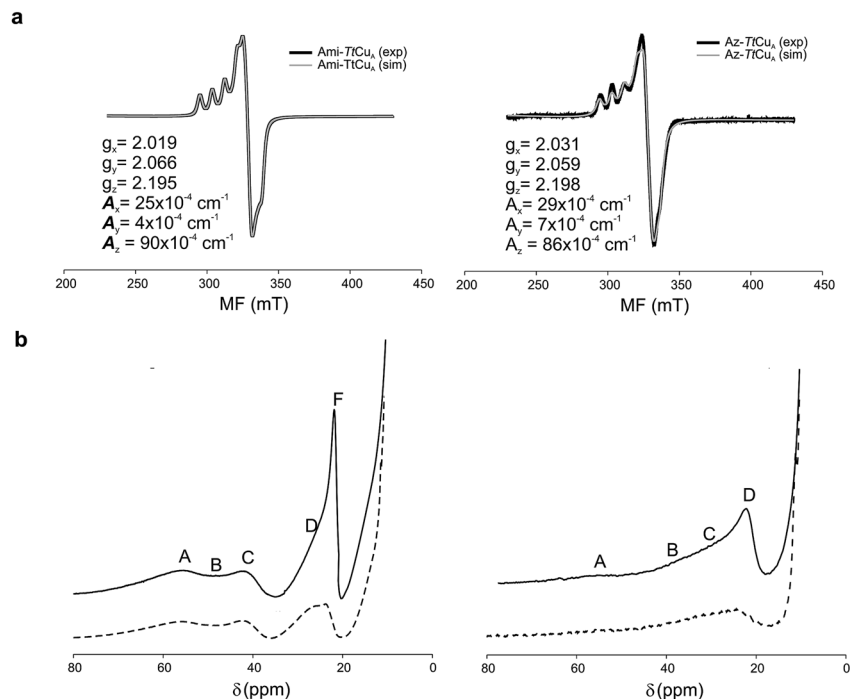 a
Ami-TtCuA (exp)
Ami-TtCuA (sim)
gx= 2.019
gy= 2.066
gz= 2.195
Ax= 25x10-4 cm-1
Ay= 4x10-4 cm-1
Az = 90x10-4 cm-1
200 250 300 350 400 450
MF (mT)
Az-TtCuA (exp)
Az-TtCuA (sim)
gx= 2.031
gy= 2.059
gz= 2.198
Ax= 29x10-4 cm-1
Ay= 7x10-4 cm-1
Az = 86x10-4 cm-1
200 250 300 350 400 450
MF (mT)
b
A B C D F
80 60 40 20 0
δ(ppm)
A B C D
80 60 40 20 0
δ(ppm)